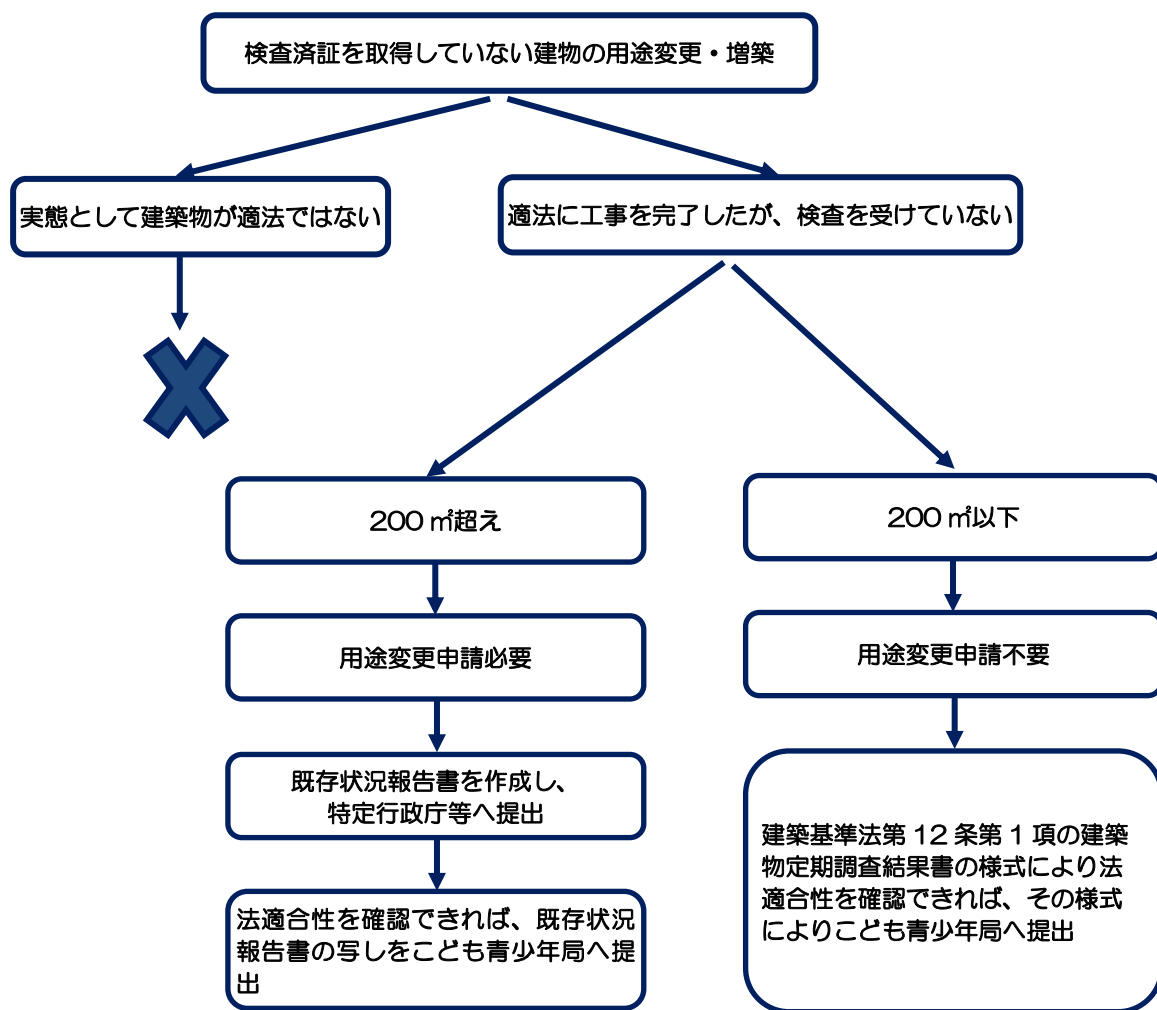 検査済証を取得していない建物の用途変更・増築
実態として建築物が適法ではない
適法に工事を完了したが、検査を受けていない
200㎡超え
200㎡以下
用途変更申請必要
用途変更申請不要
既存状況報告書を作成し、
特定行政庁等へ提出
建築基準法第12条第1項の建築
物定期調査結果書の様式により法
適合性を確認できれば、その様式
によりこども青少年局へ提出
法適合性を確認できれば、既存状況
報告書の写しをこども青少年局へ提
出